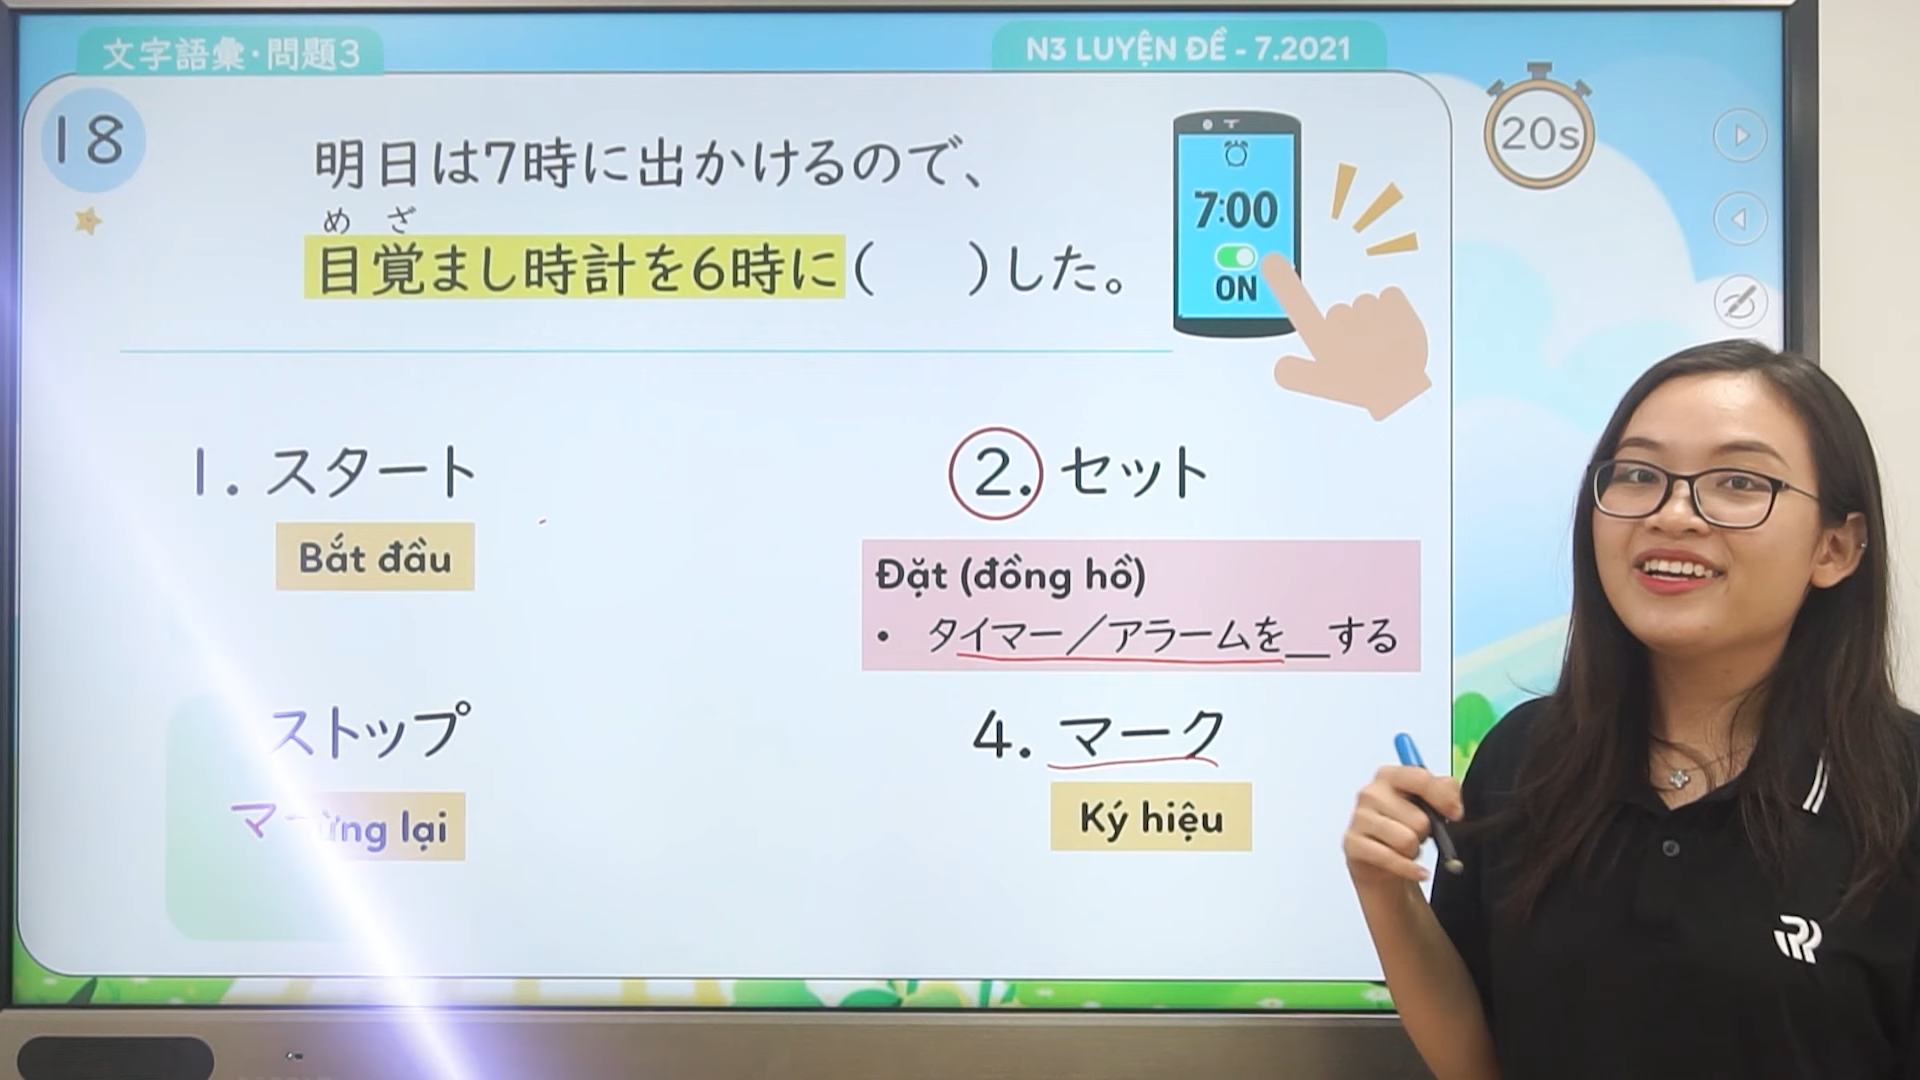 文字語彙・問題3
N3 LUYỆN ĐỀ - 7.2021
18
明日は7時に出かけるので、
めざ
目覚まし時計を6時に( )した。
7:00
ON
20s
1. スタート
Bắt đầu
2. セット
Đặt (đồng hồ)
• タイマー／アラームを__する
ストップ
ừng lại
4. マーク
Ký hiệu